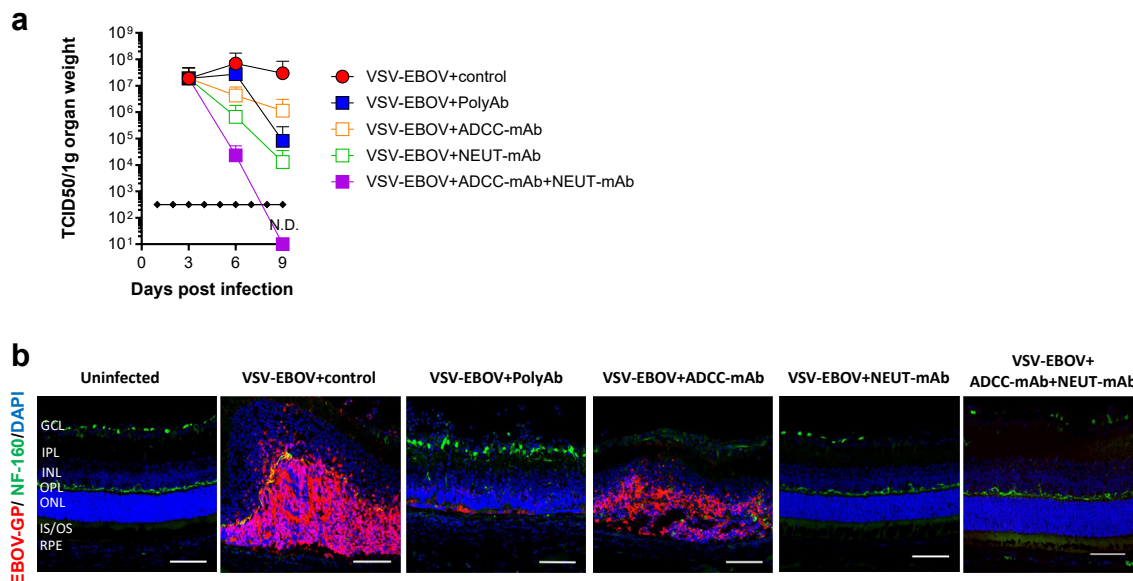 a
TCID50/1g organ weight
10⁹
10⁸
10⁷
10⁶
10⁵
10⁴
10³
10²
10¹
N.D.
0 3 6 9
Days post infection
VSV-EBOV+control
VSV-EBOV+PolyAb
VSV-EBOV+ADCC-mAb
VSV-EBOV+NEUT-mAb
VSV-EBOV+ADCC-mAb+NEUT-mAb
b
EBOV-GP/ NF-160/DAPI
Uninfected
VSV-EBOV+control
VSV-EBOV+PolyAb
VSV-EBOV+ADCC-mAb
VSV-EBOV+NEUT-mAb
VSV-EBOV+
ADCC-mAb+NEUT-mAb
GCL
IPL
INL
OPL
ONL
IS/OS
RPE